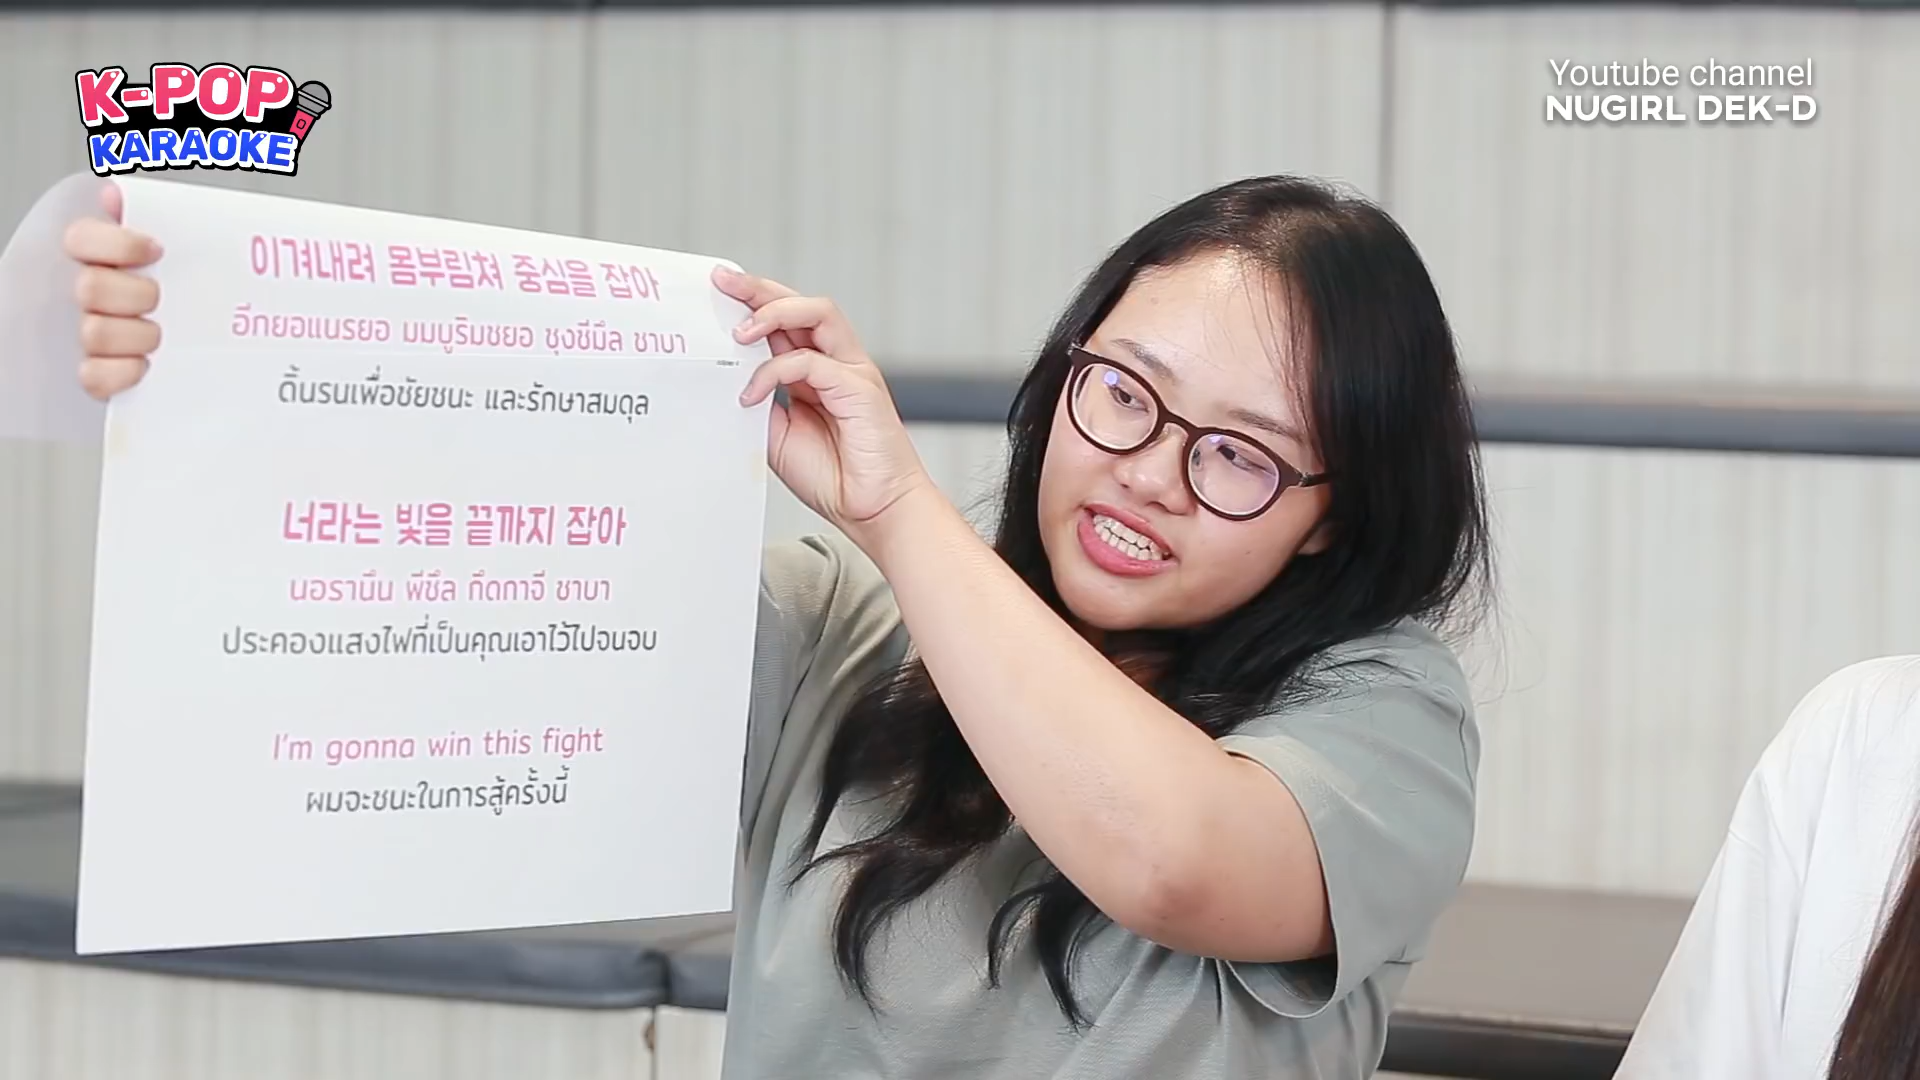 K-POP
KARAOKE
Youtube channel
NUGIRL DEK-D
이겨내려 몸부림쳐 중심을 잡아
อีกยอแนรยอ มมบูริมชยอ ชุงชีมึล ชาบา
ดิ้นรนเพื่อชัยชนะ และรักษาสมดุล
너라는 빛을 끝까지 잡아
นอรานึน พีชึล กึดกาจี ชาบา
ประคองแสงไฟที่เป็นคุณเอาไว้ไปจนจบ
I'm gonna win this fight
ผมจะชนะในการสู้ครั้งนี้